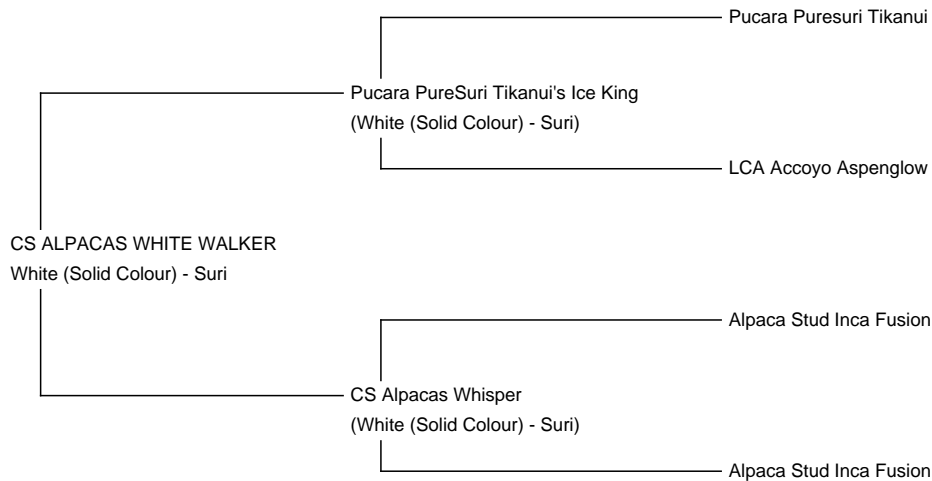 Pucara Puresuri Tikanui
Pucara PureSuri Tikanui's Ice King
(White (Solid Colour) - Suri)
LCA Accoyo Aspenglow
CS ALPACAS WHITE WALKER
White (Solid Colour) - Suri
Alpaca Stud Inca Fusion
CS Alpacas Whisper
(White (Solid Colour) - Suri)
Alpaca Stud Inca Fusion